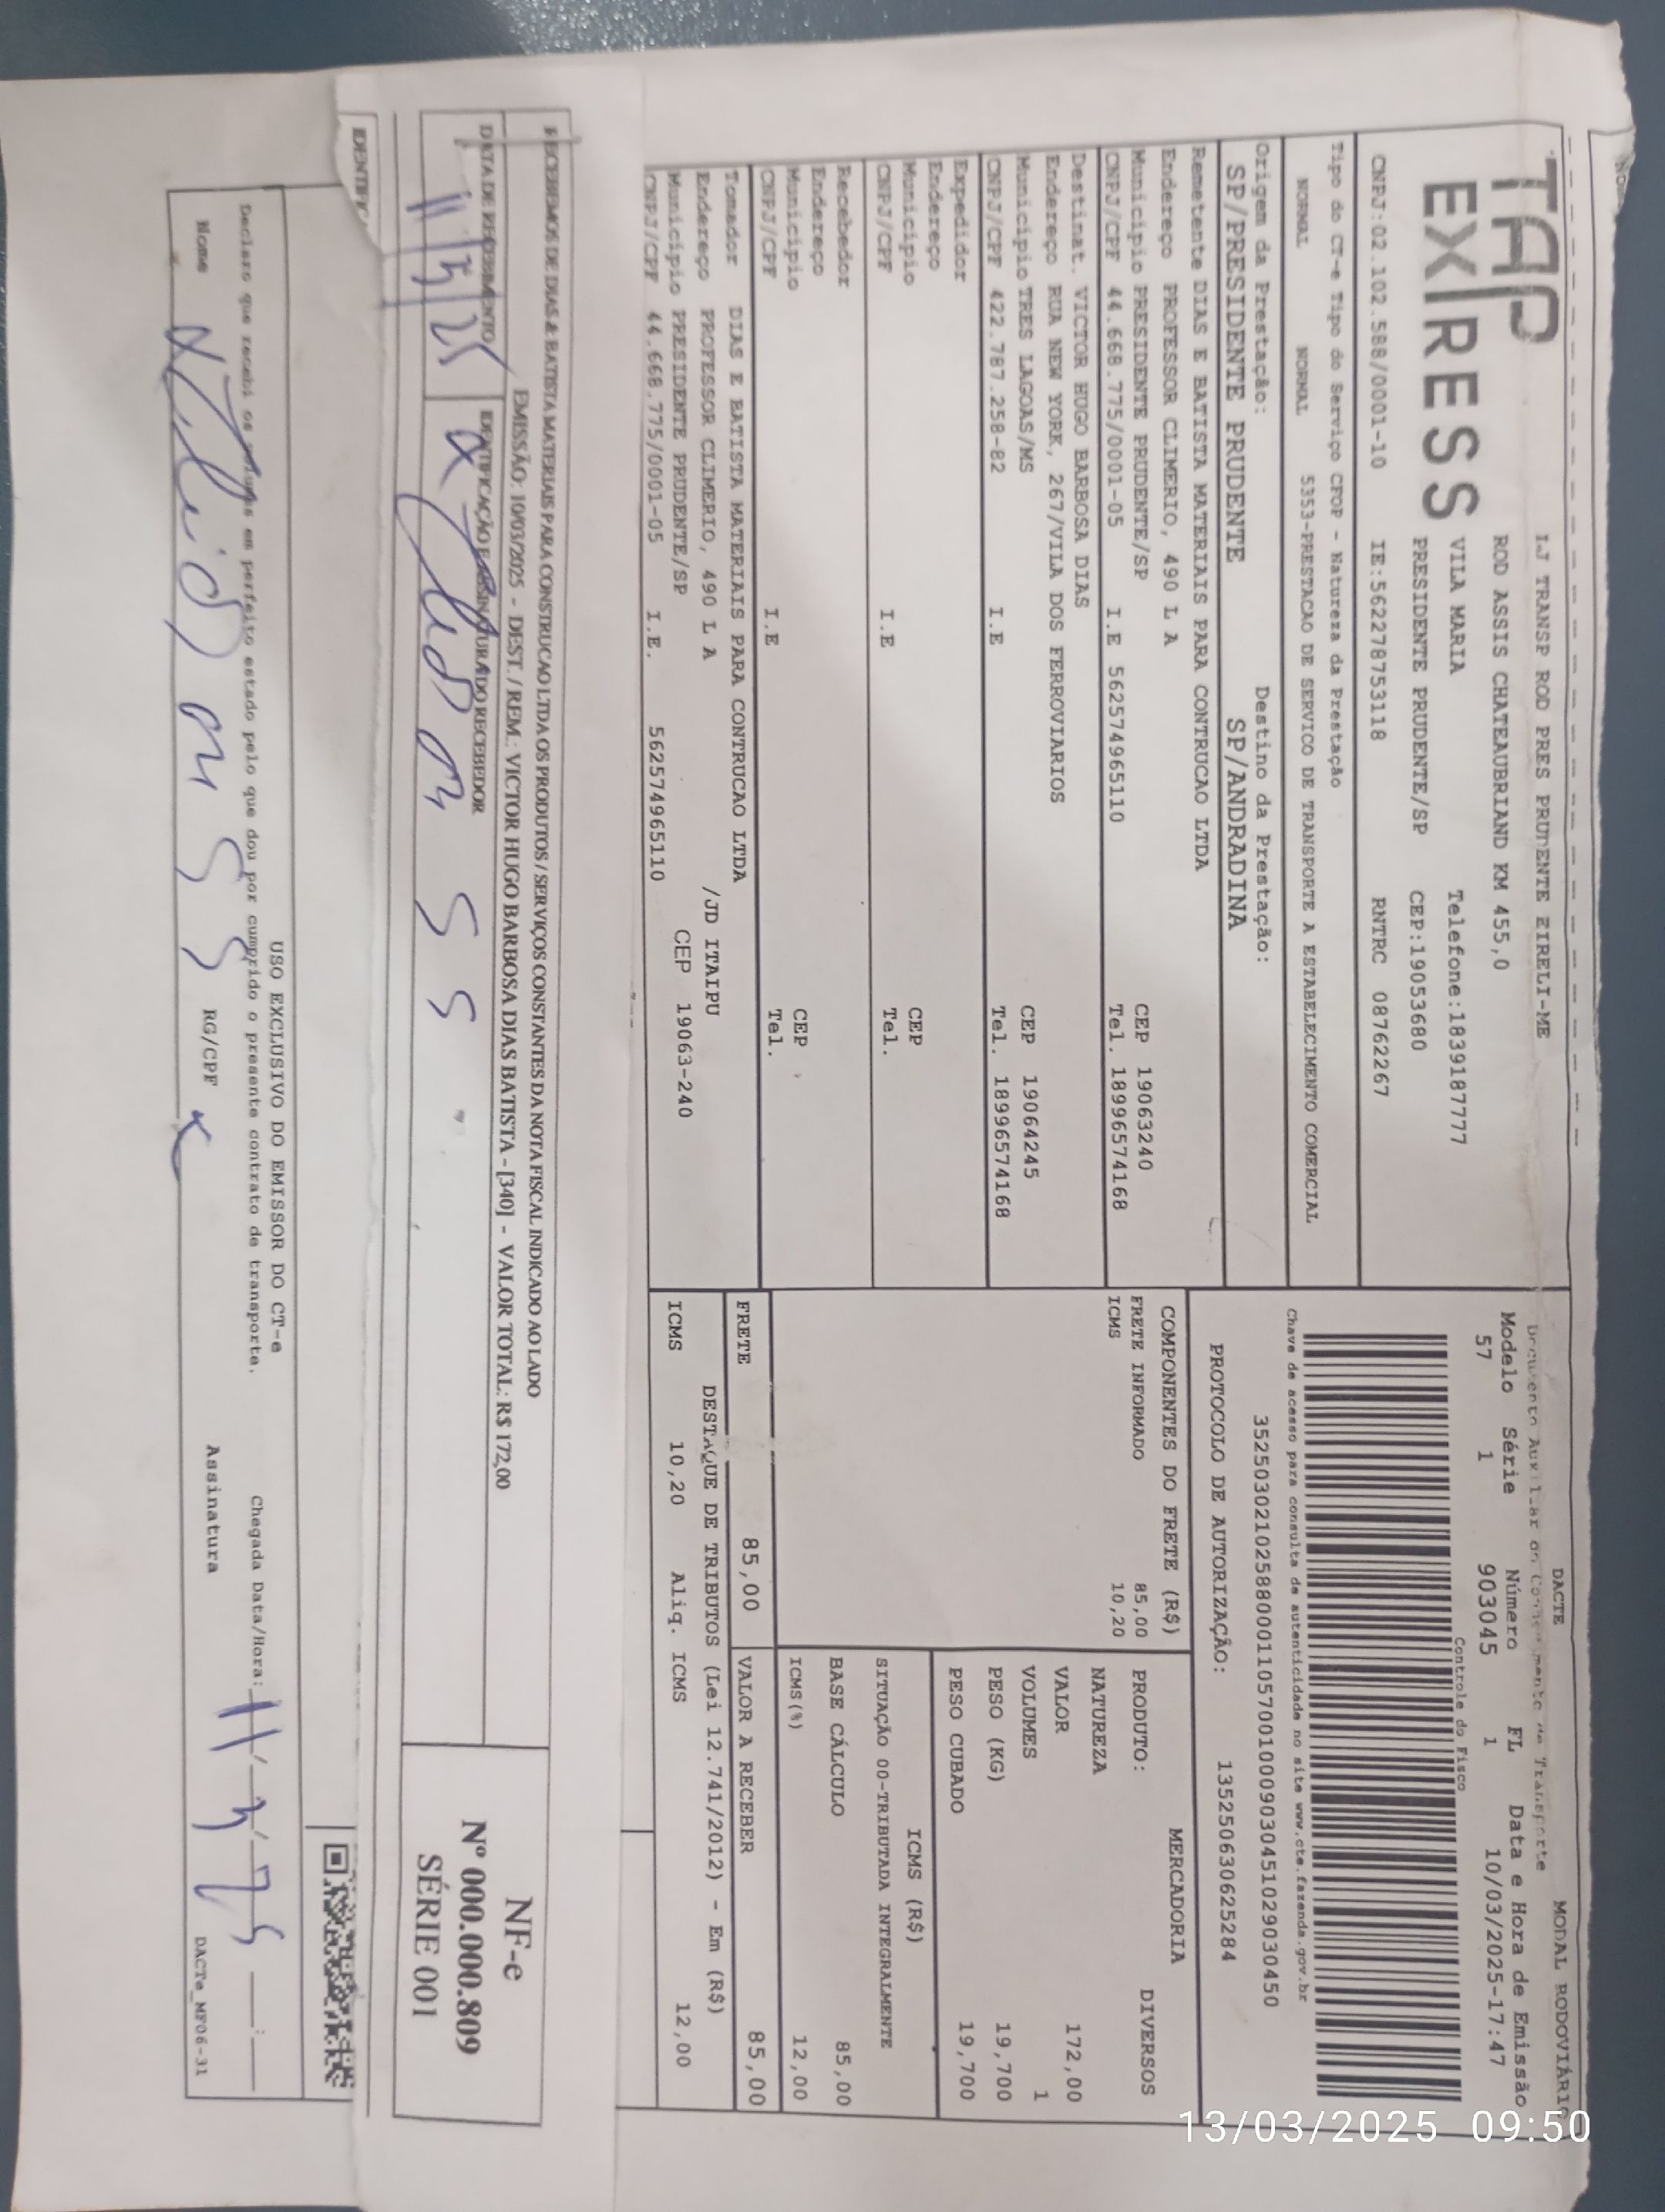 TAP
EXPRESS
IJ TRANSP ROD PRES PRUDENTE EIRELI-ME
ROD ASSIS CHATEAUBRIAND KM 455,0
VILA MARIA Telefone:1839187777
PRESIDENTE PRUDENTE/SP CEP:19053680
CNPJ:02.102.588/0001-10 IE:562278753118 RNTRC 08762267
Tipo do CT-e Tipo do Serviço CFOP - Natureza da Prestação
NORMAL NORMAL 5353-PRESTACAO DE SERVICO DE TRANSPORTE A ESTABELECIMENTO COMERCIAL
Origem da Prestação: Destino da Prestação:
SP/PRESIDENTE PRUDENTE SP/ANDRADINA
Remetente DIAS E BATISTA MATERIAIS PARA CONTRUCAO LTDA
Endereço PROFESSOR CLIMERIO, 490 L A
Município PRESIDENTE PRUDENTE/SP CEP 19063240
CNPJ/CPF 44.668.775/0001-05 I.E 562574965110 Tel. 18996574168
Destinat. VICTOR HUGO BARBOSA DIAS
Endereço RUA NEW YORK, 267/VILA DOS FERROVIARIOS
Município TRES LAGOAS/MS CEP 19064245
CNPJ/CPF 422.787.258-82 I.E Tel. 18996574168
Expedidor
Endereço
Município CEP
CNPJ/CPF I.E Tel.
Recebedor
Endereço
Município CEP
CNPJ/CPF I.E Tel.
Tomador DIAS E BATISTA MATERIAIS PARA CONTRUCAO LTDA
Endereço PROFESSOR CLIMERIO, 490 L A /JD ITAIPU
Município PRESIDENTE PRUDENTE/SP CEP 19063-240
CNPJ/CPF 44.668.775/0001-05 I.E. 562574965110
DACTE MODAL RODOVIÁRIO
Documento Auxiliar do Conhecimento de Transporte
Modelo Série Número FL Data e Hora de Emissão
57 1 903045 1 10/03/2025-17:47
Controle do Fisco
Chave de acesso para consulta de autenticidade no site www.cte.fazenda.gov.br
35250302102588000110570010009030451029030450
PROTOCOLO DE AUTORIZAÇÃO: 135250630625284
COMPONENTES DO FRETE (R$)
FRETE INFORMADO 85,00
ICMS 10,20
MERCADORIA
PRODUTO: DIVERSOS
NATUREZA
VALOR 172,00
VOLUMES 1
PESO (KG) 19,700
PESO CUBADO 19,700
ICMS (R$)
SITUAÇÃO 00-TRIBUTADA INTEGRALMENTE
BASE CÁLCULO 85,00
ICMS(%) 12,00
FRETE 85,00 VALOR A RECEBER 85,00
DESTAQUE DE TRIBUTOS (Lei 12.741/2012) - Em (R$)
ICMS 10,20 Aliq. ICMS 12,00
RECEBEMOS DE DIAS & BATISTA MATERIAIS PARA CONSTRUCAO LTDA OS PRODUTOS / SERVIÇOS CONSTANTES DA NOTA FISCAL INDICADO AO LADO
EMISSÃO: 10/03/2025 - DEST. / REM.: VICTOR HUGO BARBOSA DIAS BATISTA - [340] - VALOR TOTAL: R$ 172,00
DATA DE RECEBIMENTO IDENTIFICAÇÃO E ASSINATURA DO RECEBEDOR
11/3/25
NF-e
Nº 000.000.809
SÉRIE 001
USO EXCLUSIVO DO EMISSOR DO CT-e
Declaro que recebi os volumes em perfeito estado pelo que dou por cumprido o presente contrato de transporte. Chegada Data/Hora: 11/3/25
Nome RG/CPF Assinatura DACTe_MF06-31
13/03/2025 09:50